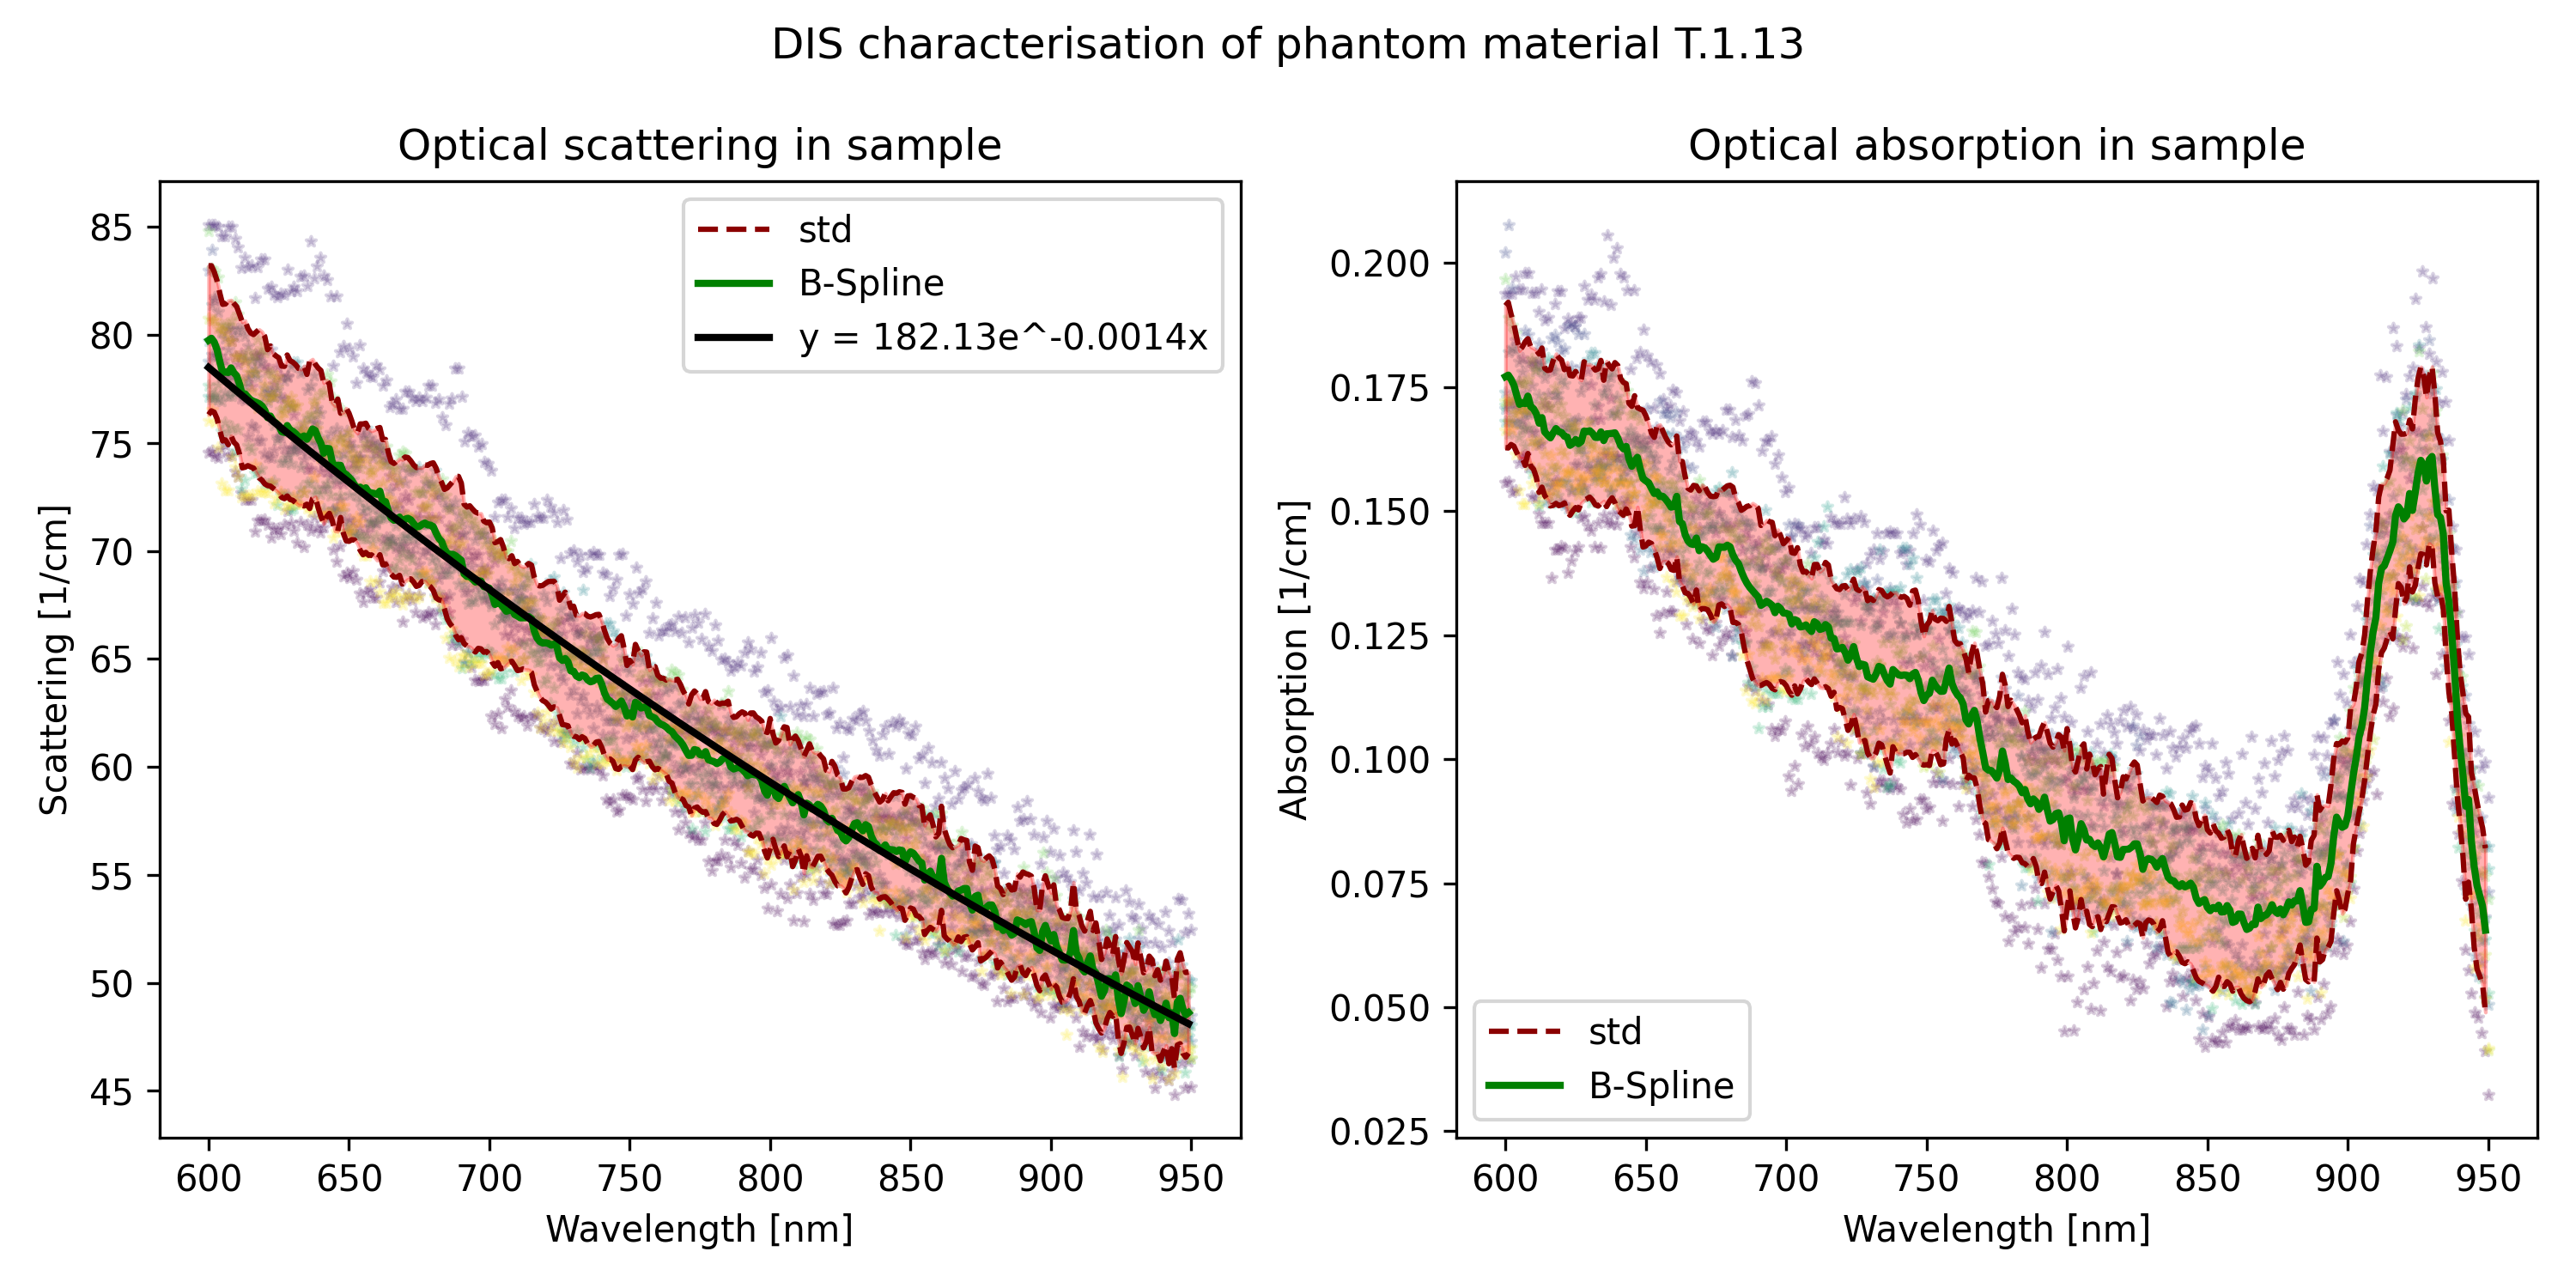 DIS characterisation of phantom material T.1.13
Optical scattering in sample
85
80
75
70
65
60
55
50
45
Scattering [1/cm]
600 650 700 750 800 850 900 950
Wavelength [nm]
std
B-Spline
y = 182.13e^-0.0014x
Optical absorption in sample
0.200
0.175
0.150
0.125
0.100
0.075
0.050
0.025
Absorption [1/cm]
600 650 700 750 800 850 900 950
Wavelength [nm]
std
B-Spline